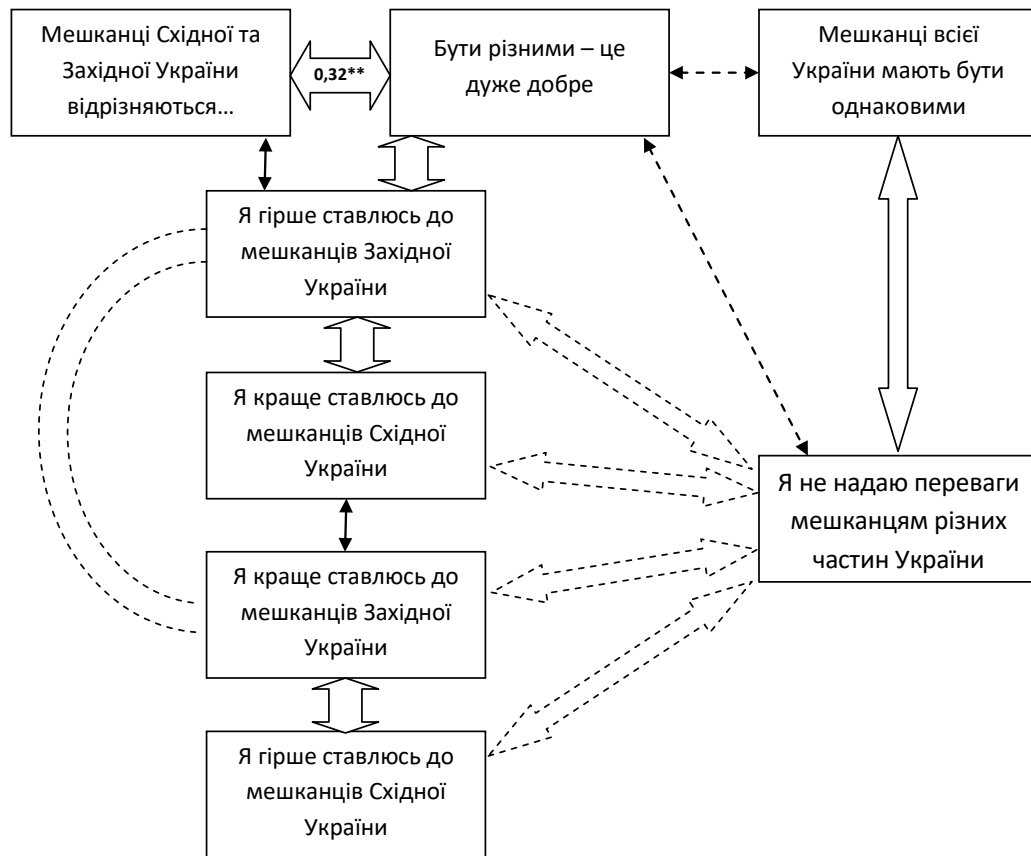 Мешканці Східної та
Західної України
відрізняються…
0,32**
Бути різними – це
дуже добре
Мешканці всієї
України мають бути
однаковими
Я гірше ставлюсь до
мешканців Західної
України
Я краще ставлюсь до
мешканців Східної
України
Я не надаю переваги
мешканцям різних
частин України
Я краще ставлюсь до
мешканців Західної
України
Я гірше ставлюсь до
мешканців Східної
України